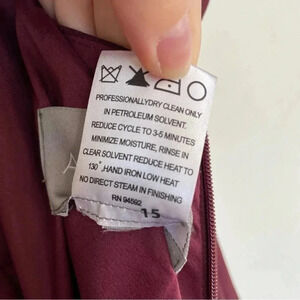 PROFESSIONALLYDRY CLEAN ONLY
IN PETROLEUM SOLVENT.
REDUCE CYCLE TO 3-5 MINUTES
MINIMIZE MOISTURE, RINSE IN
CLEAR SOLVENT REDUCE HEAT TO
130°,HAND IRON LOW HEAT
NO DIRECT STEAM IN FINISHING
RN 94592
15